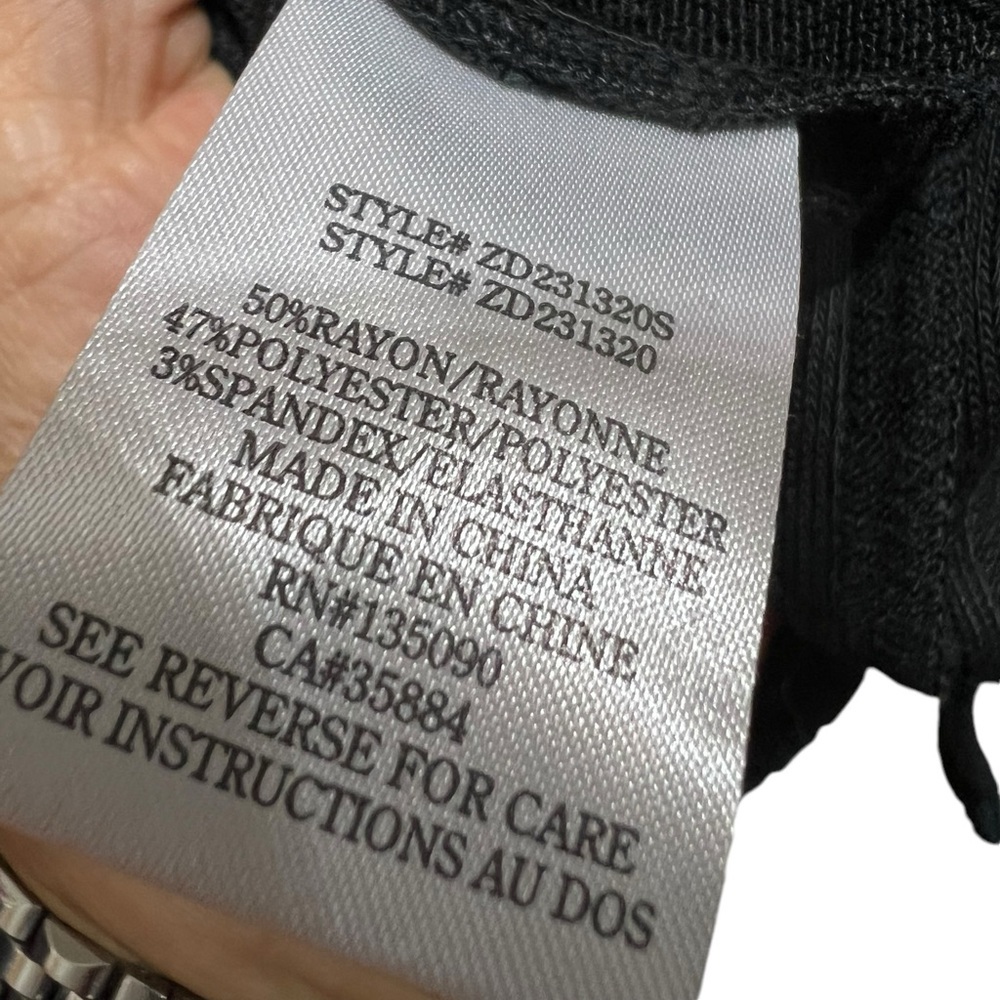 STYLE# ZD231320S
STYLE# ZD231320
50%RAYON/RAYONNE
47%POLYESTER/POLYESTER
3%SPANDEX/ELASTHANNE
MADE IN CHINA
FABRIQUE EN CHINE
RN#135090
CA#35884
SEE REVERSE FOR CARE
VOIR INSTRUCTIONS AU DOS